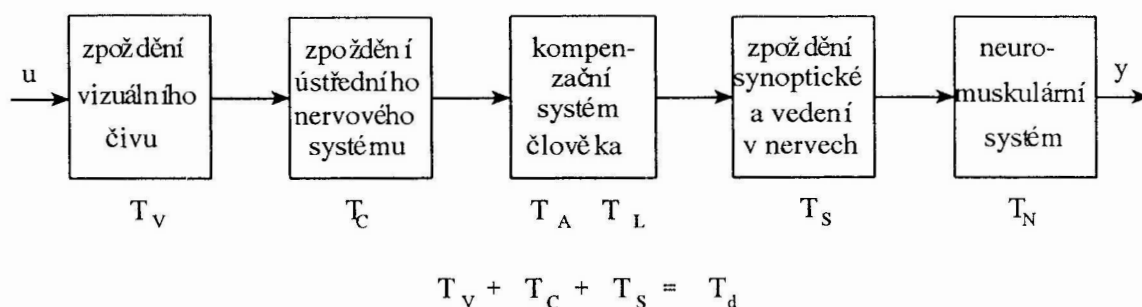 u
zpoždění
vizuálního
čivu
T_V
zpoždění
ústředního
nervového
systému
T_C
kompen-
zační
systém
člověka
T_A T_L
zpoždění
synoptické
a vedení
v nervech
T_S
neuro-
muskulární
systém
T_N
y
T_V + T_C + T_S = T_d